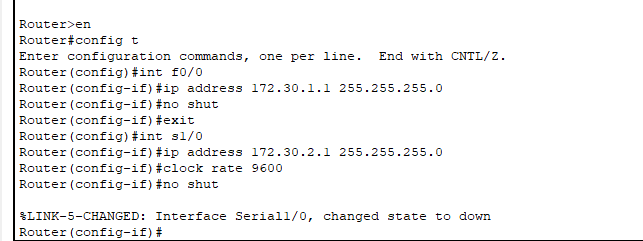 Router>en
Router#config t
Enter configuration commands, one per line.  End with CNTL/Z.
Router(config)#int f0/0
Router(config-if)#ip address 172.30.1.1 255.255.255.0
Router(config-if)#no shut
Router(config-if)#exit
Router(config)#int s1/0
Router(config-if)#ip address 172.30.2.1 255.255.255.0
Router(config-if)#clock rate 9600
Router(config-if)#no shut
%LINK-5-CHANGED: Interface Serial1/0, changed state to down
Router(config-if)#